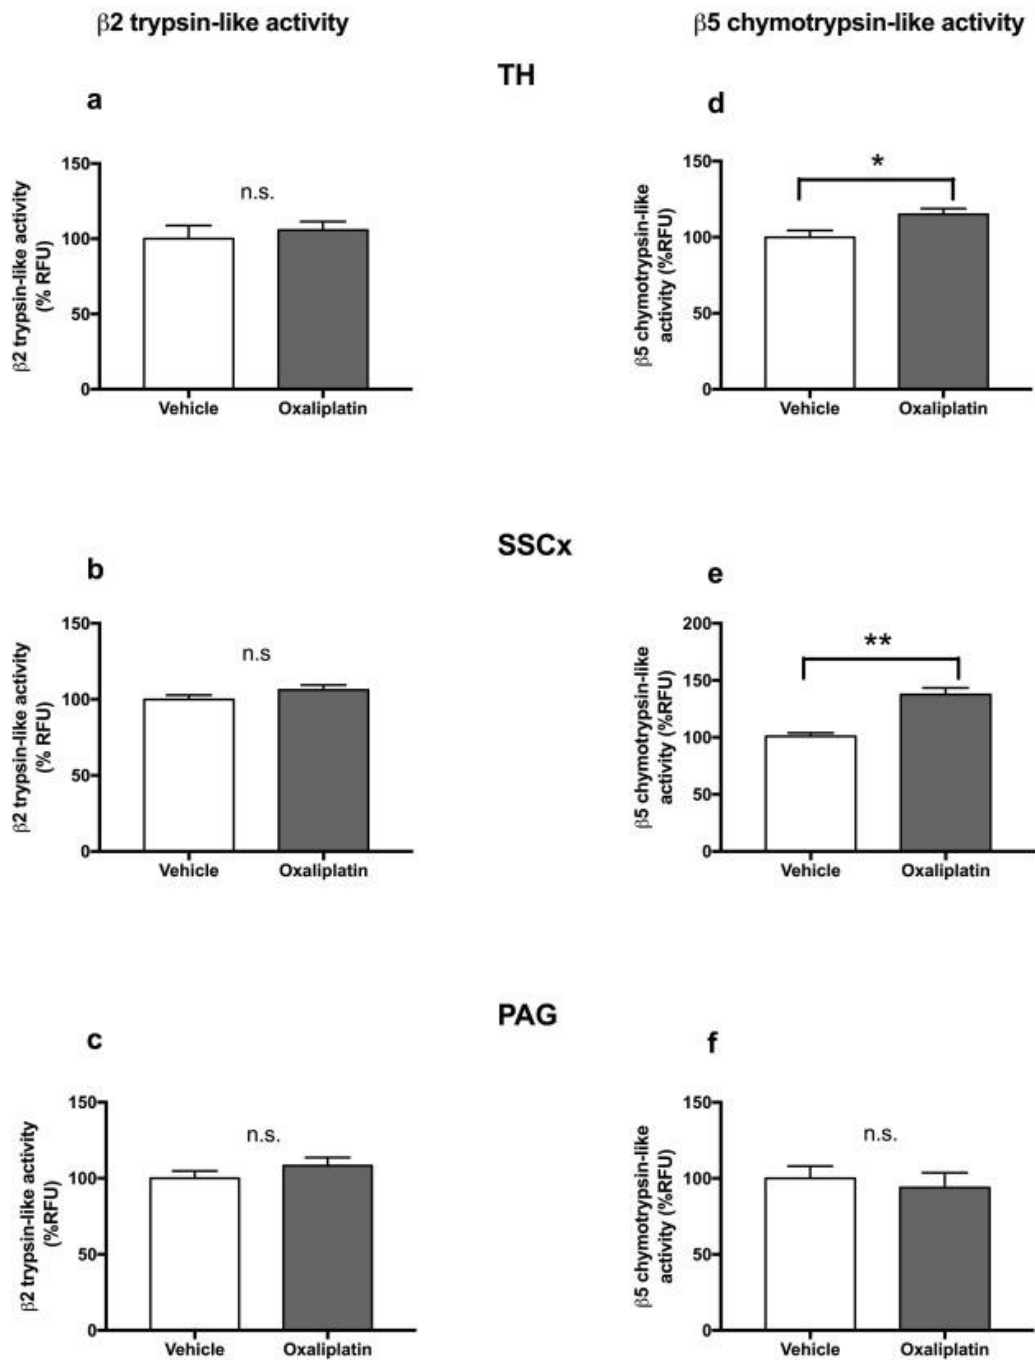 β2 trypsin-like activity
β5 chymotrypsin-like activity
TH
a
β2 trypsin-like activity
(% RFU)
150
100
50
0
n.s.
Vehicle
Oxaliplatin
d
β5 chymotrypsin-like
activity (%RFU)
150
100
50
0
*
Vehicle
Oxaliplatin
SSCx
b
β2 trypsin-like activity
(% RFU)
150
100
50
0
n.s
Vehicle
Oxaliplatin
e
β5 chymotrypsin-like
activity (%RFU)
200
150
100
50
0
**
Vehicle
Oxaliplatin
PAG
c
β2 trypsin-like activity
(%RFU)
150
100
50
0
n.s.
Vehicle
Oxaliplatin
f
β5 chymotrypsin-like
activity (%RFU)
150
100
50
0
n.s.
Vehicle
Oxaliplatin